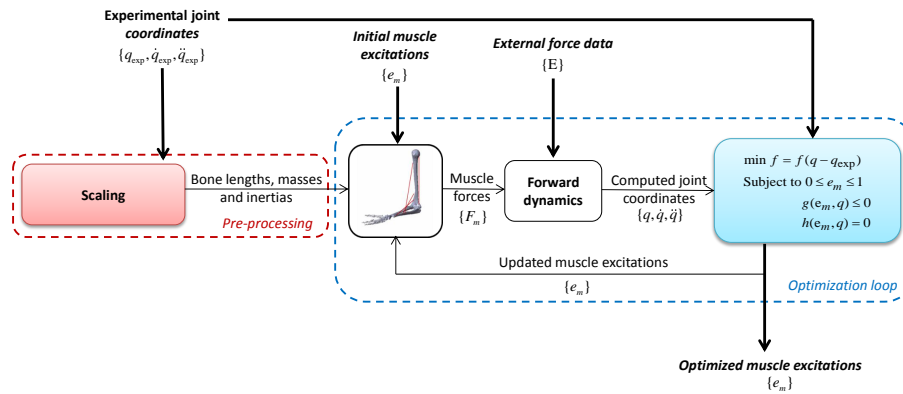 Experimental joint
coordinates
{q_exp, q̇_exp, q̈_exp}
Initial muscle
excitations
{e_m}
External force data
{E}
Scaling
Bone lengths, masses
and inertias
Pre-processing
Muscle
forces
{F_m}
Forward
dynamics
Computed joint
coordinates
{q, q̇, q̈}
min f = f(q − q_exp)
Subject to 0 ≤ e_m ≤ 1
g(e_m, q) ≤ 0
h(e_m, q) = 0
Updated muscle excitations
{e_m}
Optimization loop
Optimized muscle excitations
{e_m}